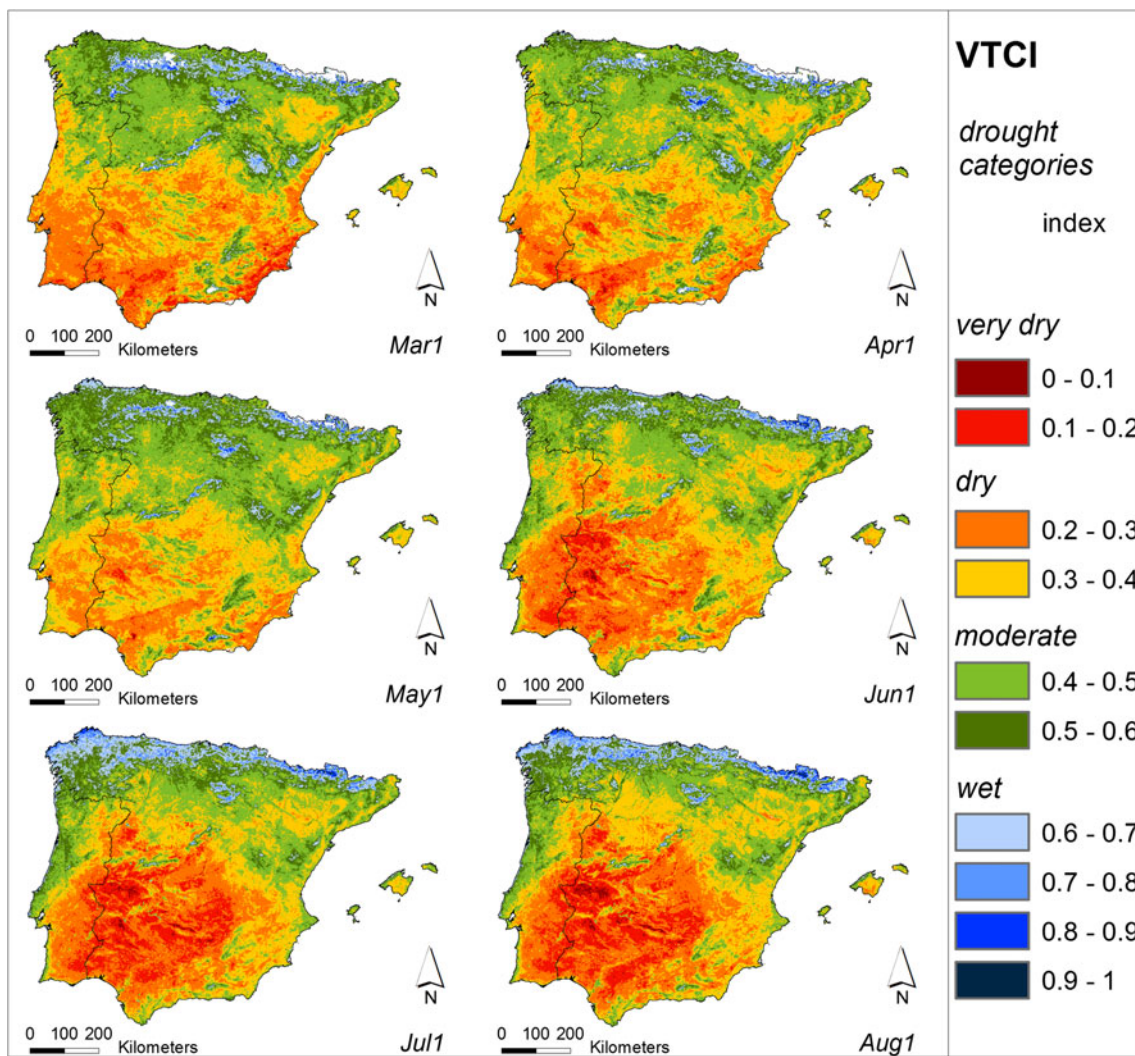 N
0 100 200
Kilometers
Mar1
N
0 100 200
Kilometers
Apr1
N
0 100 200
Kilometers
May1
N
0 100 200
Kilometers
Jun1
N
0 100 200
Kilometers
Jul1
N
0 100 200
Kilometers
Aug1
VTCI
drought
categories
index
very dry
0 - 0.1
0.1 - 0.2
dry
0.2 - 0.3
0.3 - 0.4
moderate
0.4 - 0.5
0.5 - 0.6
wet
0.6 - 0.7
0.7 - 0.8
0.8 - 0.9
0.9 - 1